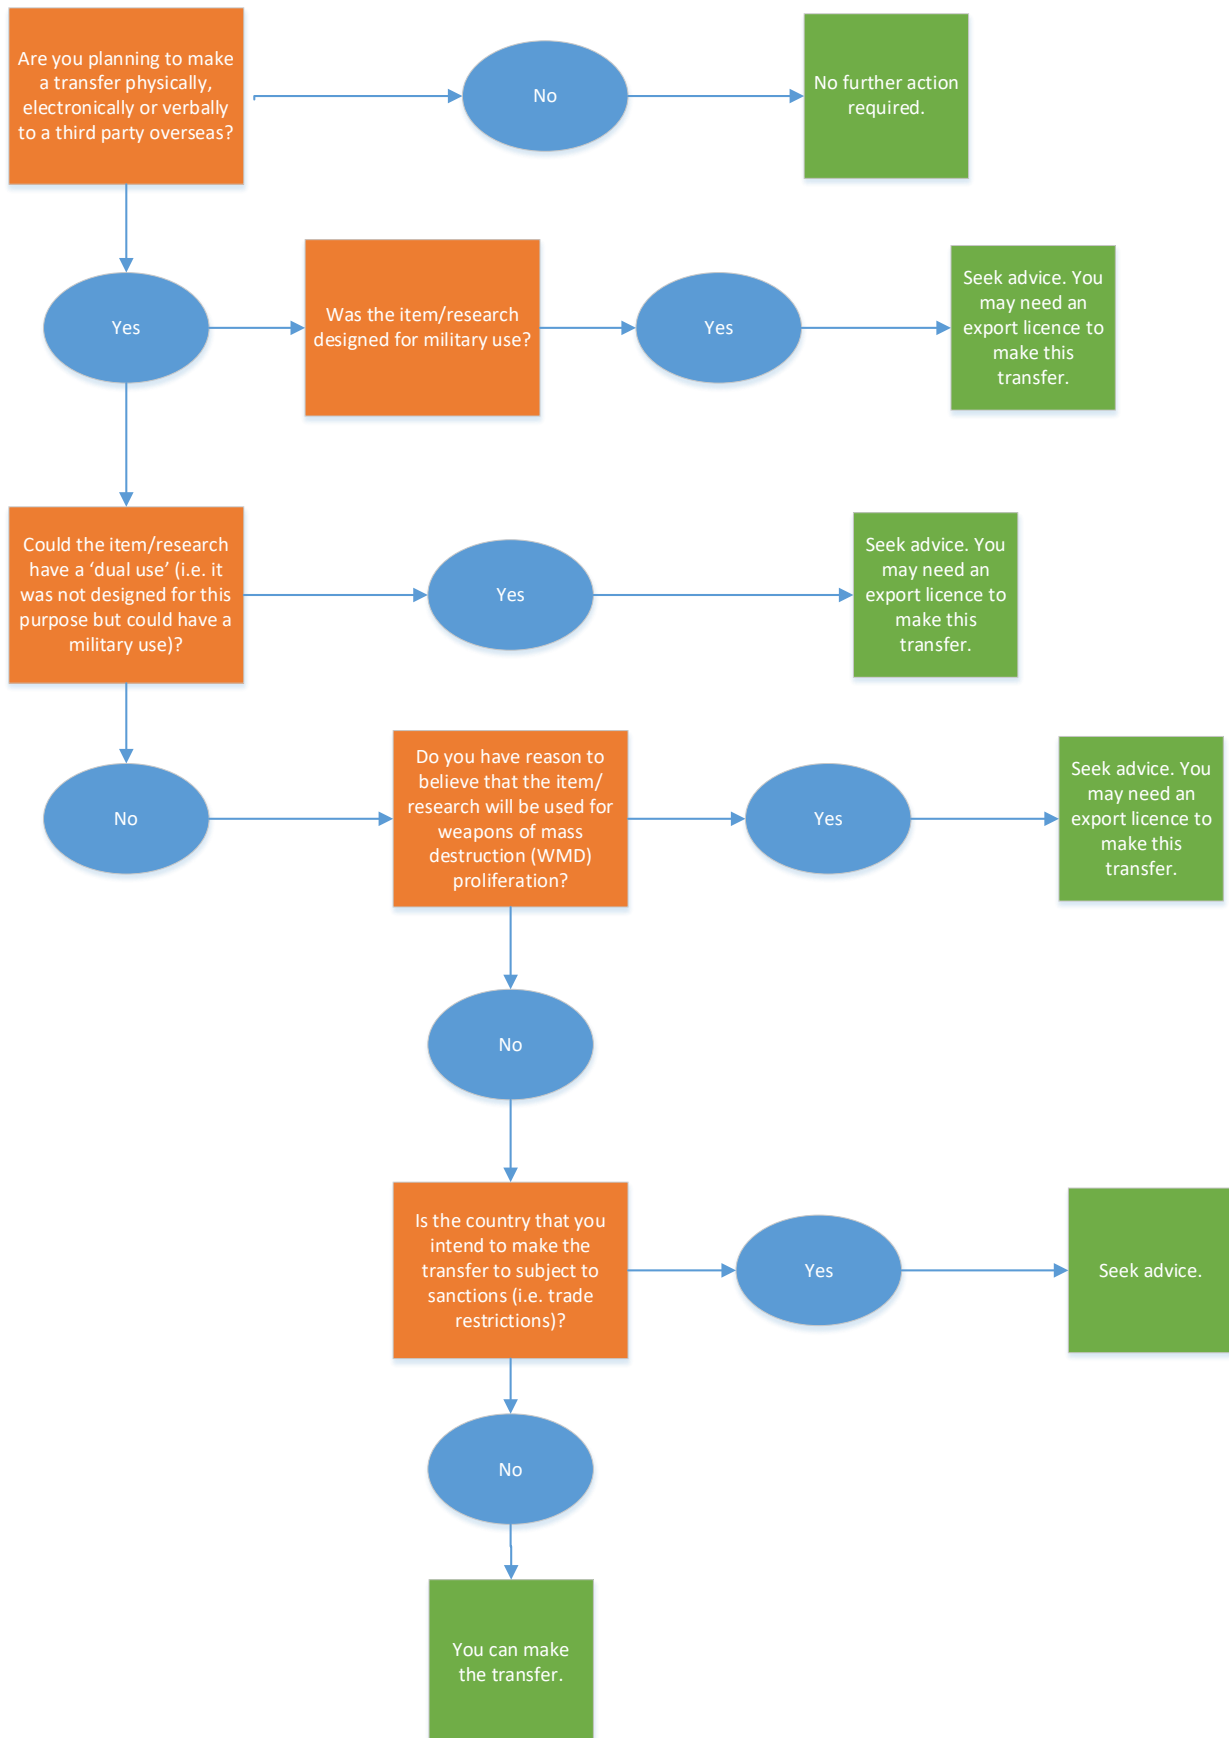 Are you planning to make
a transfer physically,
electronically or verbally
to a third party overseas?
No
No further action
required.
Yes
Was the item/research
designed for military use?
Yes
Seek advice. You
may need an
export licence to
make this
transfer.
Could the item/research
have a ‘dual use’ (i.e. it
was not designed for this
purpose but could have a
military use)?
Yes
Seek advice. You
may need an
export licence to
make this
transfer.
No
Do you have reason to
believe that the item/
research will be used for
weapons of mass
destruction (WMD)
proliferation?
Yes
Seek advice. You
may need an
export licence to
make this
transfer.
No
Is the country that you
intend to make the
transfer to subject to
sanctions (i.e. trade
restrictions)?
Yes
Seek advice.
No
You can make
the transfer.